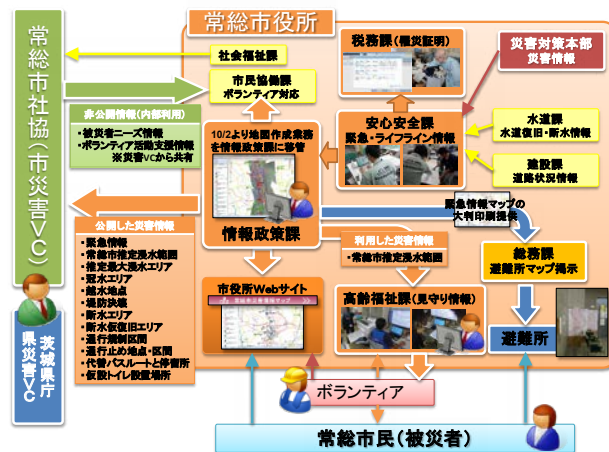 常総市役所
常総市社協（市災害VC）
茨城県庁
県災害VC
社会福祉課
市民協働課
ボランティア対応
税務課（罹災証明）
災害対策本部
災害情報
非公開情報（内部利用）
・被災者ニーズ情報
・ボランティア活動支援情報
※災害VCから共有
10/2より地図作成業務
を情報政策課に移管
情報政策課
安心安全課
緊急・ライフライン情報
水道課
水道復旧・断水情報
建設課
道路状況情報
緊急情報マップの
大判印刷提供
公開した災害情報
・緊急情報
・常総市推定浸水範囲
・推定最大浸水エリア
・冠水エリア
・越水地点
・堤防決壊
・断水エリア
・断水仮復旧エリア
・通行規制区間
・通行止め地点・区間
・代替バスルートと停留所
・仮設トイレ設置場所
利用した災害情報
・常総市推定浸水範囲
総務課
避難所マップ掲示
市役所Webサイト
高齢福祉課（見守り情報）
避難所
ボランティア
常総市民（被災者）